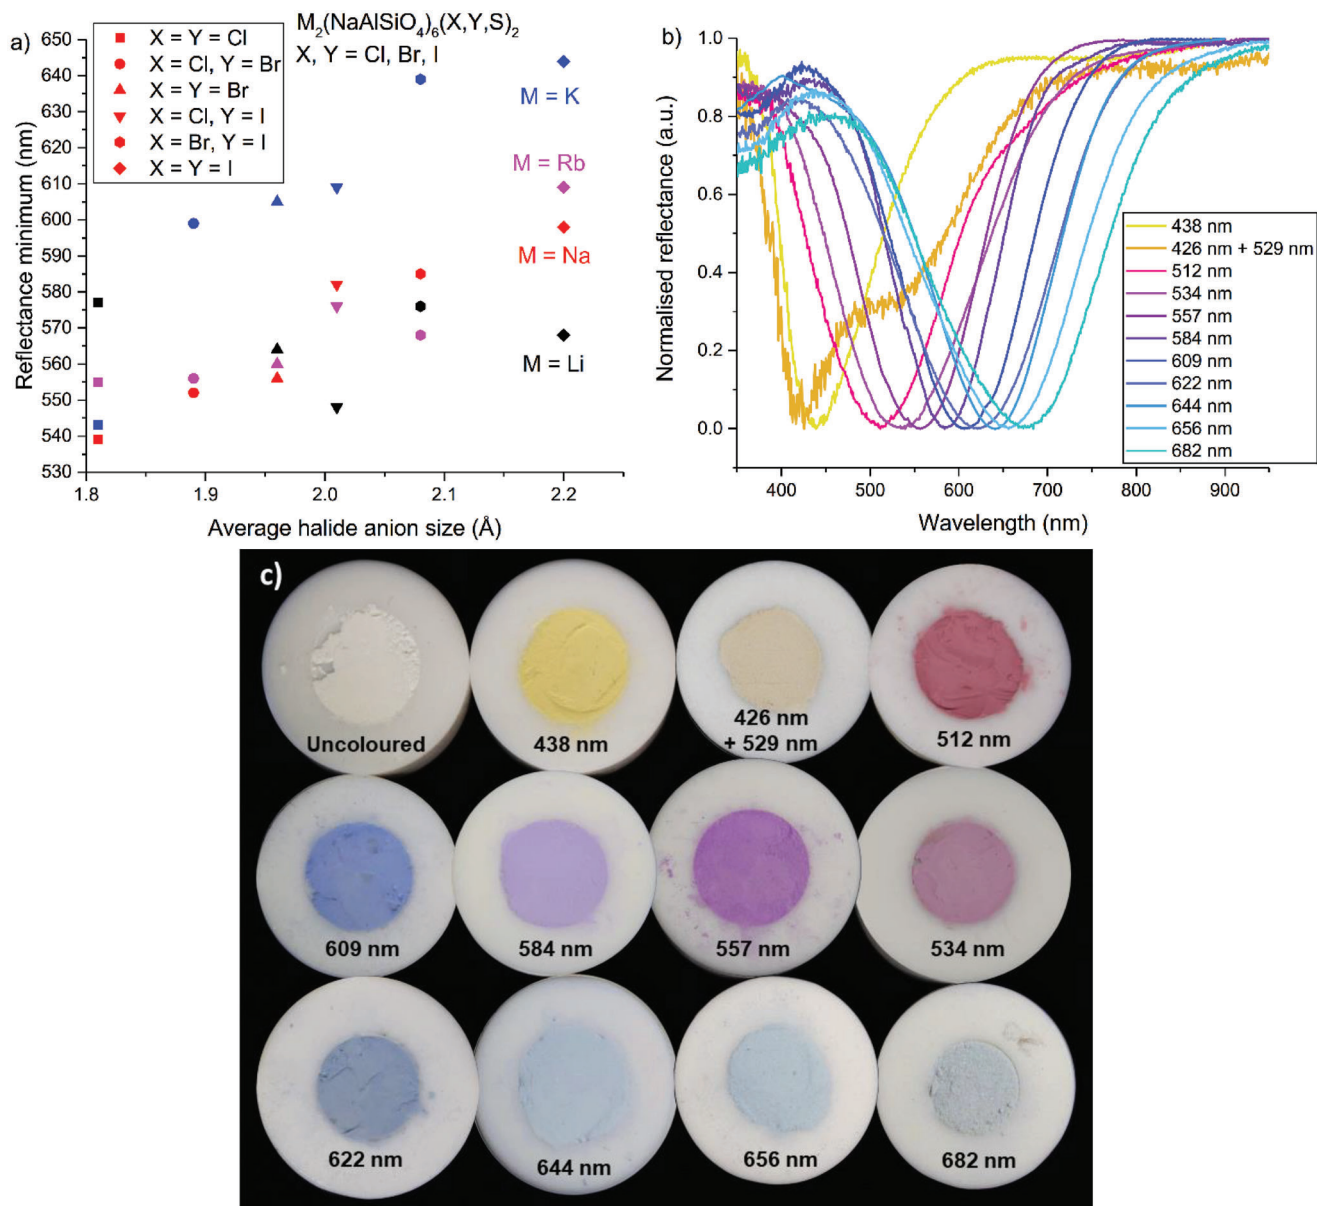 a)
M₂(NaAlSiO₄)₆(X,Y,S)₂
X, Y = Cl, Br, I
X = Y = Cl
X = Cl, Y = Br
X = Y = Br
X = Cl, Y = I
X = Br, Y = I
X = Y = I
M = K
M = Rb
M = Na
M = Li
Reflectance minimum (nm)
650
640
630
620
610
600
590
580
570
560
550
540
530
1.8
1.9
2.0
2.1
2.2
Average halide anion size (Å)
b)
Normalised reflectance (a.u.)
1.0
0.8
0.6
0.4
0.2
0.0
400
500
600
700
800
900
Wavelength (nm)
438 nm
426 nm + 529 nm
512 nm
534 nm
557 nm
584 nm
609 nm
622 nm
644 nm
656 nm
682 nm
c)
Uncoloured
438 nm
426 nm
+ 529 nm
512 nm
609 nm
584 nm
557 nm
534 nm
622 nm
644 nm
656 nm
682 nm